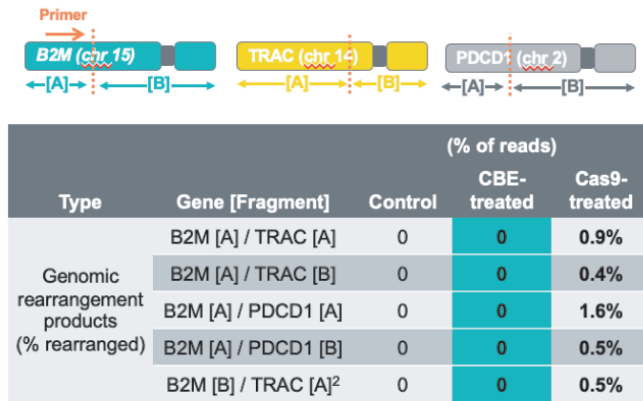 Primer
B2M (chr 15)
TRAC (chr 14)
PDCD1 (chr 2)
[A] [B]
[A] [B]
[A] [B]
(% of reads)
Type Gene [Fragment] Control CBE-treated Cas9-treated
Genomic rearrangement products (% rearranged)
B2M [A] / TRAC [A] 0 0 0.9%
B2M [A] / TRAC [B] 0 0 0.4%
B2M [A] / PDCD1 [A] 0 0 1.6%
B2M [A] / PDCD1 [B] 0 0 0.5%
B2M [B] / TRAC [A]² 0 0 0.5%